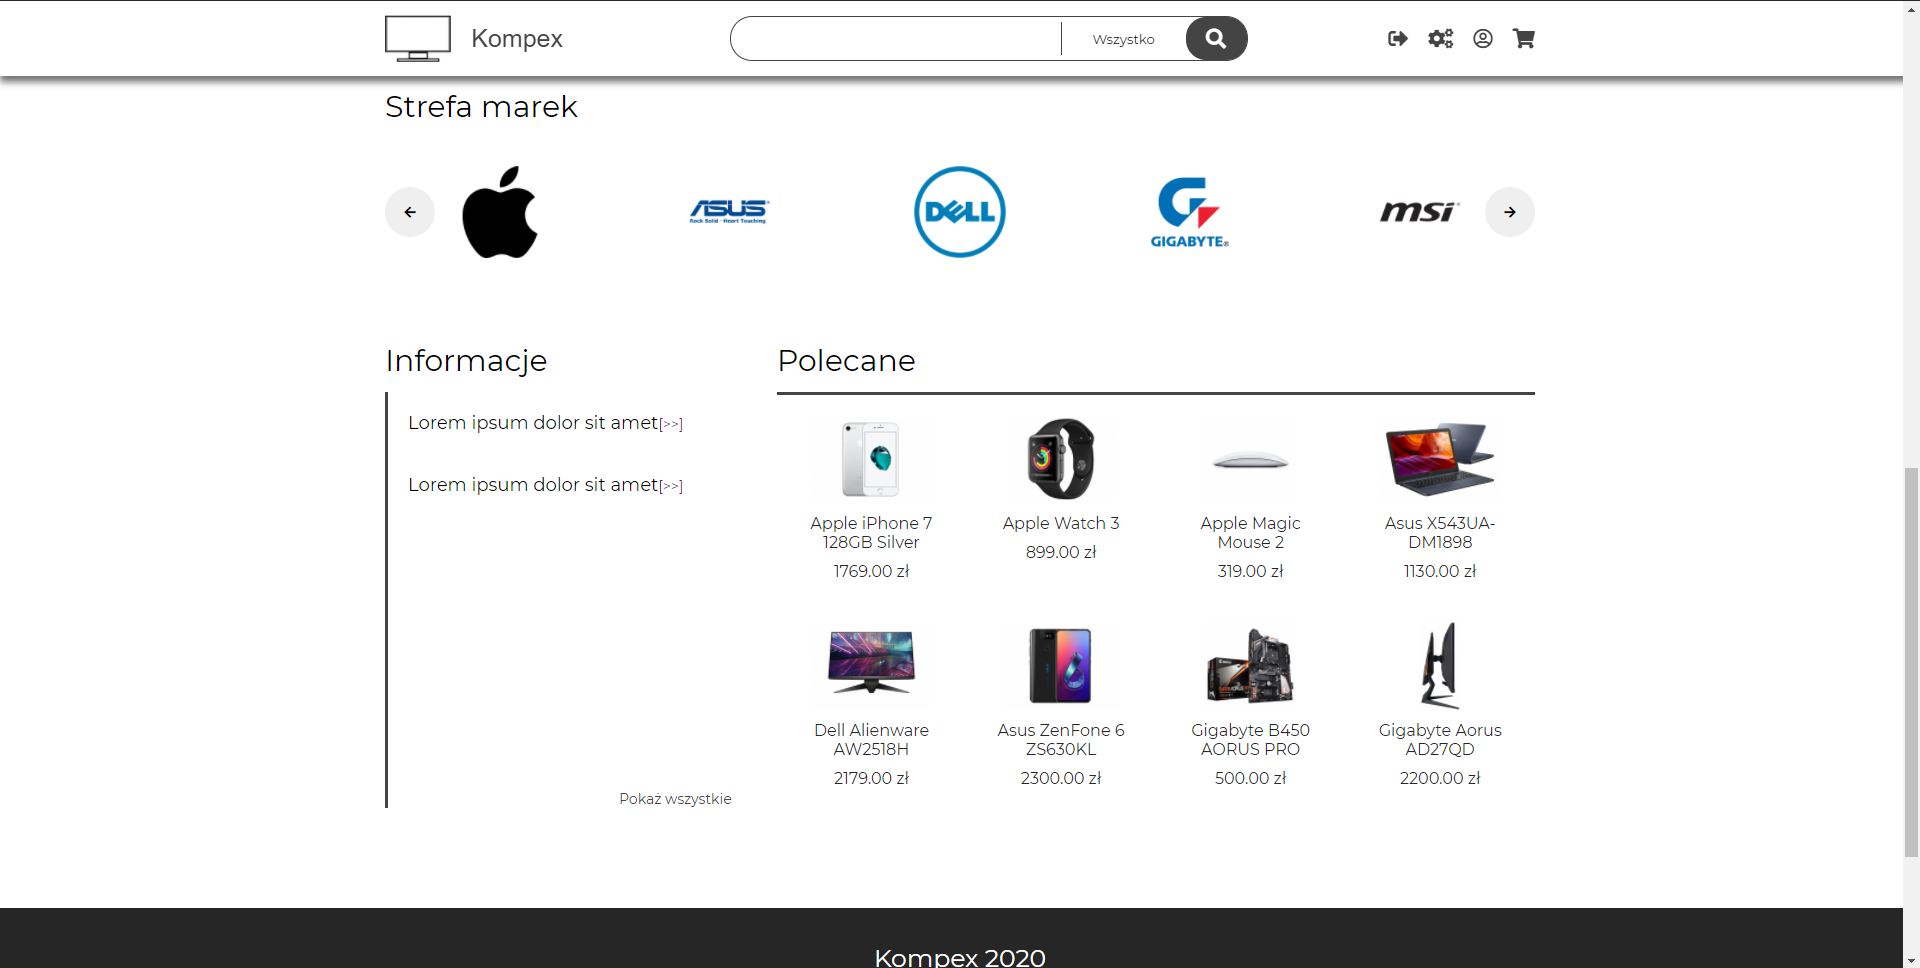 Kompex
Wszystko
Strefa marek
ASUS
Rock Solid · Heart Touching
DELL
GIGABYTE®
msi
Informacje
Lorem ipsum dolor sit amet[>>]
Lorem ipsum dolor sit amet[>>]
Pokaż wszystkie
Polecane
Apple iPhone 7
128GB Silver
1769.00 zł
Apple Watch 3
899.00 zł
Apple Magic
Mouse 2
319.00 zł
Asus X543UA-
DM1898
1130.00 zł
Dell Alienware
AW2518H
2179.00 zł
Asus ZenFone 6
ZS630KL
2300.00 zł
Gigabyte B450
AORUS PRO
500.00 zł
Gigabyte Aorus
AD27QD
2200.00 zł
Kompex 2020